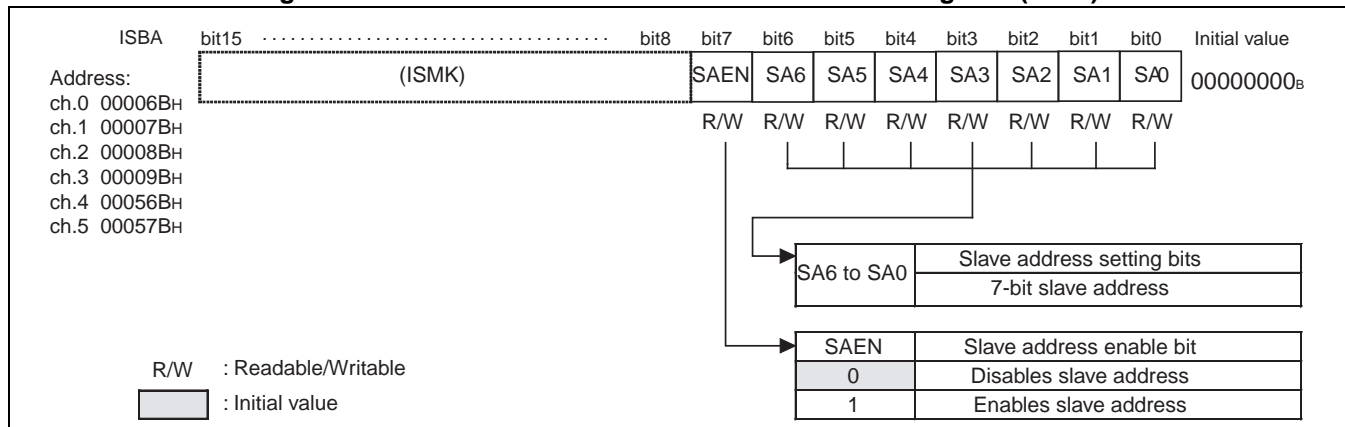 ISBA bit15 ..................................... bit8 bit7 bit6 bit5 bit4 bit3 bit2 bit1 bit0 Initial value
Address: (ISMK) SAEN SA6 SA5 SA4 SA3 SA2 SA1 SA0 00000000B
ch.0 00006BH
ch.1 00007BH R/W R/W R/W R/W R/W R/W R/W R/W
ch.2 00008BH
ch.3 00009BH
ch.4 00056BH
ch.5 00057BH
SA6 to SA0 Slave address setting bits
7-bit slave address
SAEN Slave address enable bit
R/W : Readable/Writable 0 Disables slave address
: Initial value 1 Enables slave address